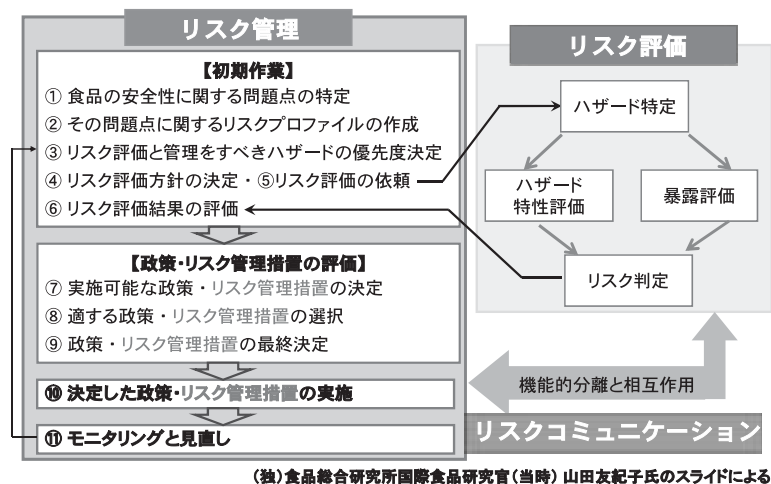 リスク管理
【初期作業】
① 食品の安全性に関する問題点の特定
② その問題点に関するリスクプロファイルの作成
③ リスク評価と管理をすべきハザードの優先度決定
④ リスク評価方針の決定・⑤リスク評価の依頼
⑥ リスク評価結果の評価
【政策・リスク管理措置の評価】
⑦ 実施可能な政策・リスク管理措置の決定
⑧ 適する政策・リスク管理措置の選択
⑨ 政策・リスク管理措置の最終決定
⑩ 決定した政策・リスク管理措置の実施
⑪ モニタリングと見直し
リスク評価
ハザード特定
ハザード
特性評価
暴露評価
リスク判定
機能的分離と相互作用
リスクコミュニケーション
(独)食品総合研究所国際食品研究官(当時) 山田友紀子氏のスライドによる